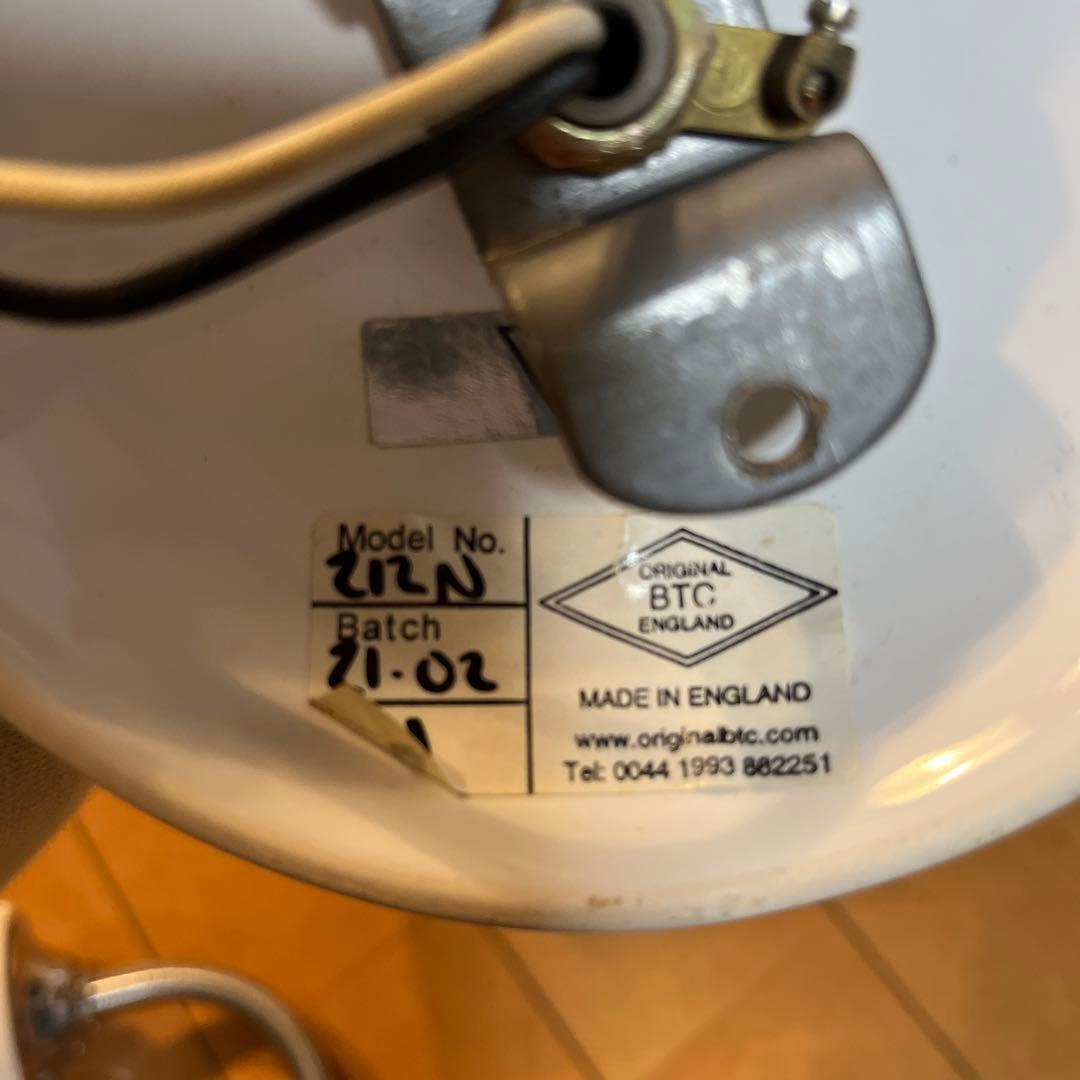 Model No.
212N
Batch
21-02
ORIGINAL
BTC
ENGLAND
MADE IN ENGLAND
www.originalbtc.com
Tel: 0044 1993 882251